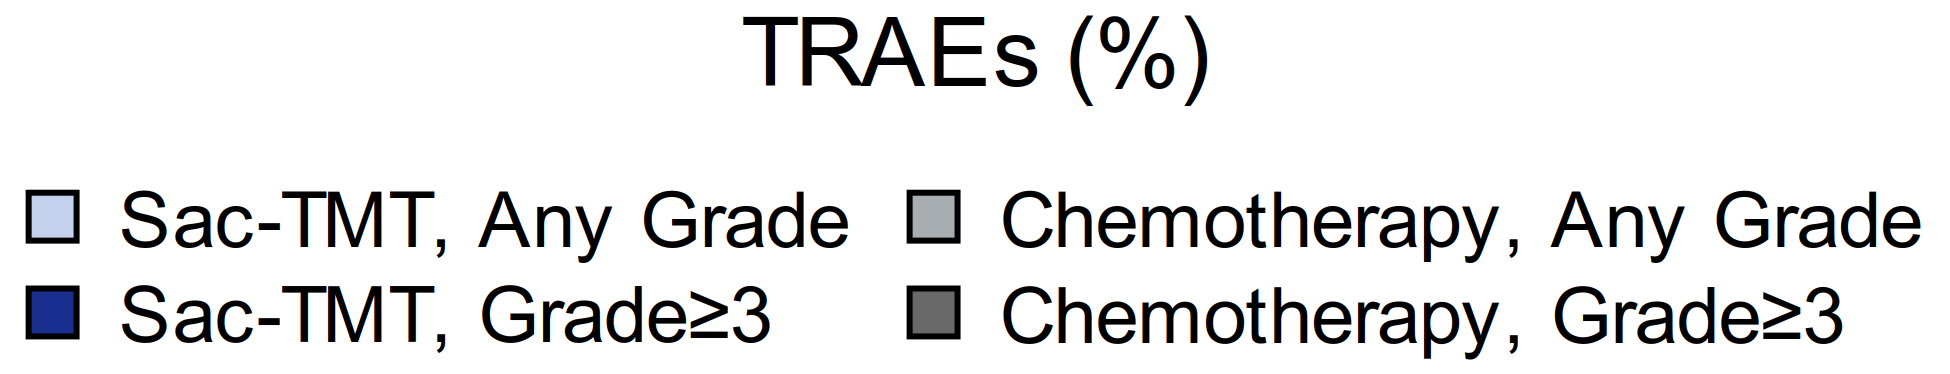 TRAEs (%)
Sac-TMT, Any Grade Chemotherapy, Any Grade
Sac-TMT, Grade≥3 Chemotherapy, Grade≥3